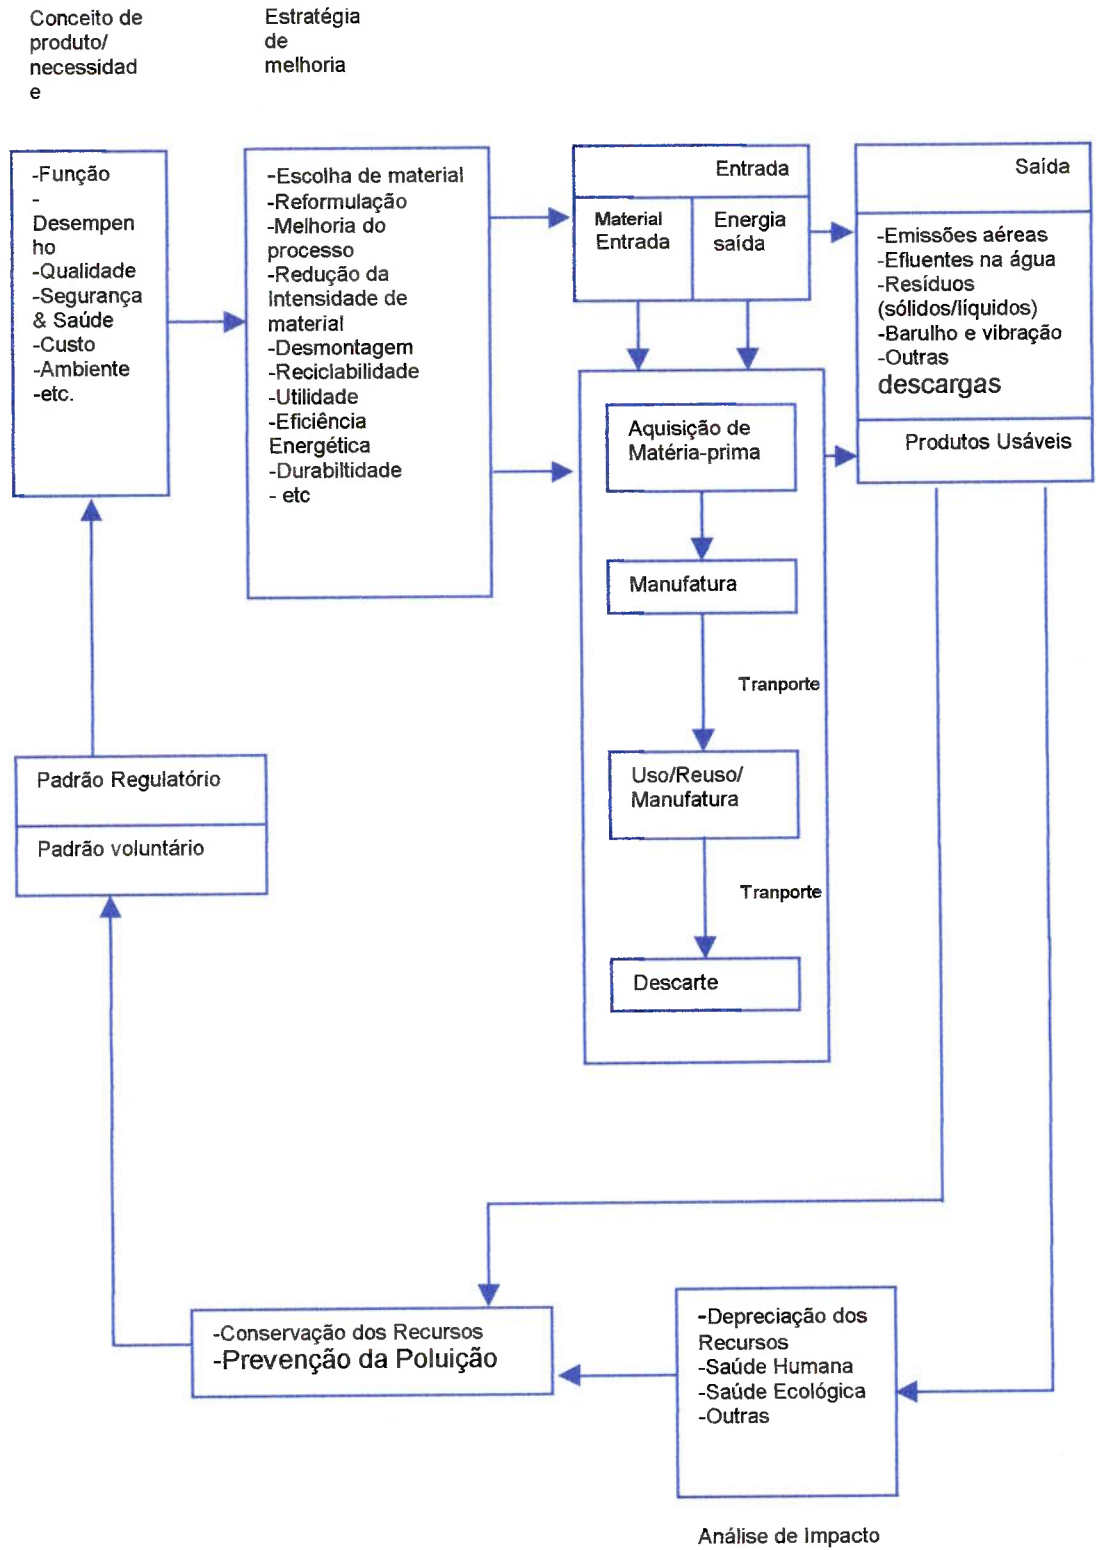 Conceito de
produto/
necessidad
e
Estratégia
de
melhoria
-Função
-
Desempen
ho
-Qualidade
-Segurança
& Saúde
-Custo
-Ambiente
-etc.
-Escolha de material
-Reformulação
-Melhoria do
processo
-Redução da
Intensidade de
material
-Desmontagem
-Reciclabilidade
-Utilidade
-Eficiência
Energética
-Durabiltidade
- etc
Entrada
Material
Entrada
Energia
saída
Saída
-Emissões aéreas
-Efluentes na água
-Resíduos
(sólidos/líquidos)
-Barulho e vibração
-Outras
descargas
Produtos Usáveis
Aquisição de
Matéria-prima
Manufatura
Tranporte
Uso/Reuso/
Manufatura
Tranporte
Descarte
Padrão Regulatório
Padrão voluntário
-Conservação dos Recursos
-Prevenção da Poluição
-Depreciação dos
Recursos
-Saúde Humana
-Saúde Ecológica
-Outras
Análise de Impacto